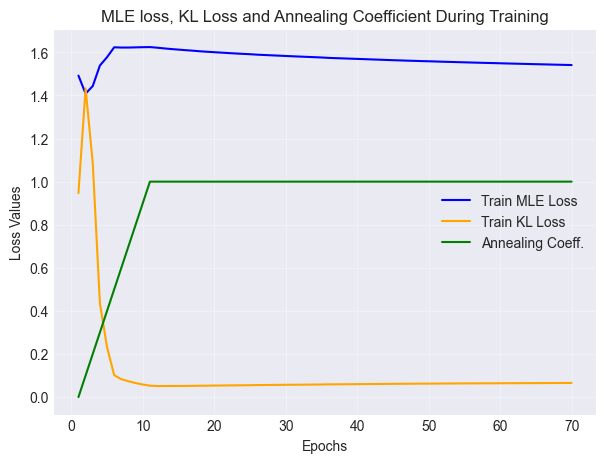 MLE loss, KL Loss and Annealing Coefficient During Training
Loss Values
1.6
1.4
1.2
1.0
0.8
0.6
0.4
0.2
0.0
Train MLE Loss
Train KL Loss
Annealing Coeff.
0 10 20 30 40 50 60 70
Epochs